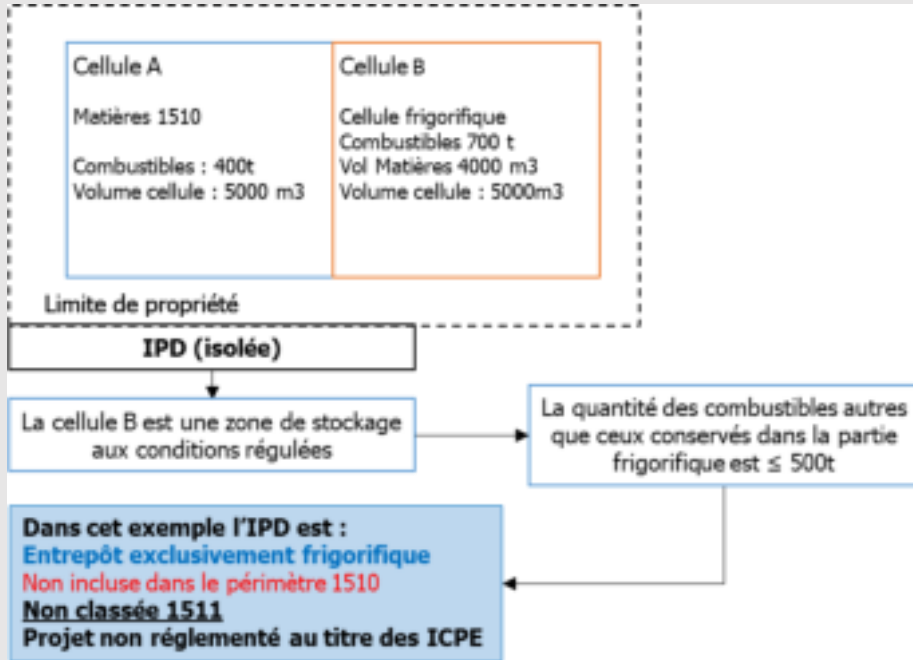 Cellule A
Matières 1510
Combustibles : 400t
Volume cellule : 5000 m3
Cellule B
Cellule frigorifique
Combustibles 700 t
Vol Matières 4000 m3
Volume cellule : 5000m3
Limite de propriété
IPD (isolée)
La cellule B est une zone de stockage
aux conditions régulées
La quantité des combustibles autres
que ceux conservés dans la partie
frigorifique est ≤ 500t
Dans cet exemple l'IPD est :
Entrepôt exclusivement frigorifique
Non incluse dans le périmètre 1510
Non classée 1511
Projet non réglementé au titre des ICPE